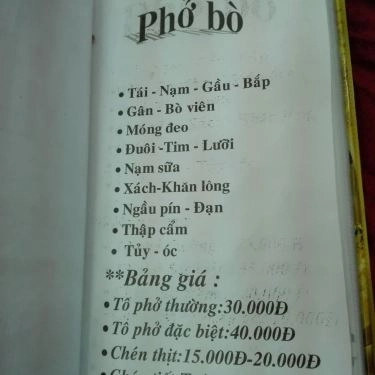 Phở bò
• Tái - Nạm - Gầu - Bắp
• Gân - Bò viên
• Móng đeo
• Đuôi -Tim - Lưỡi
• Nạm sữa
• Xách-Khăn lông
• Ngầu pín - Đạn
• Thập cẩm
• Tủy - óc
**Bảng giá :
• Tô phở thường:30.000Đ
• Tô phở đặc biệt:40.000Đ
• Chén thịt:15.000Đ-20.000Đ